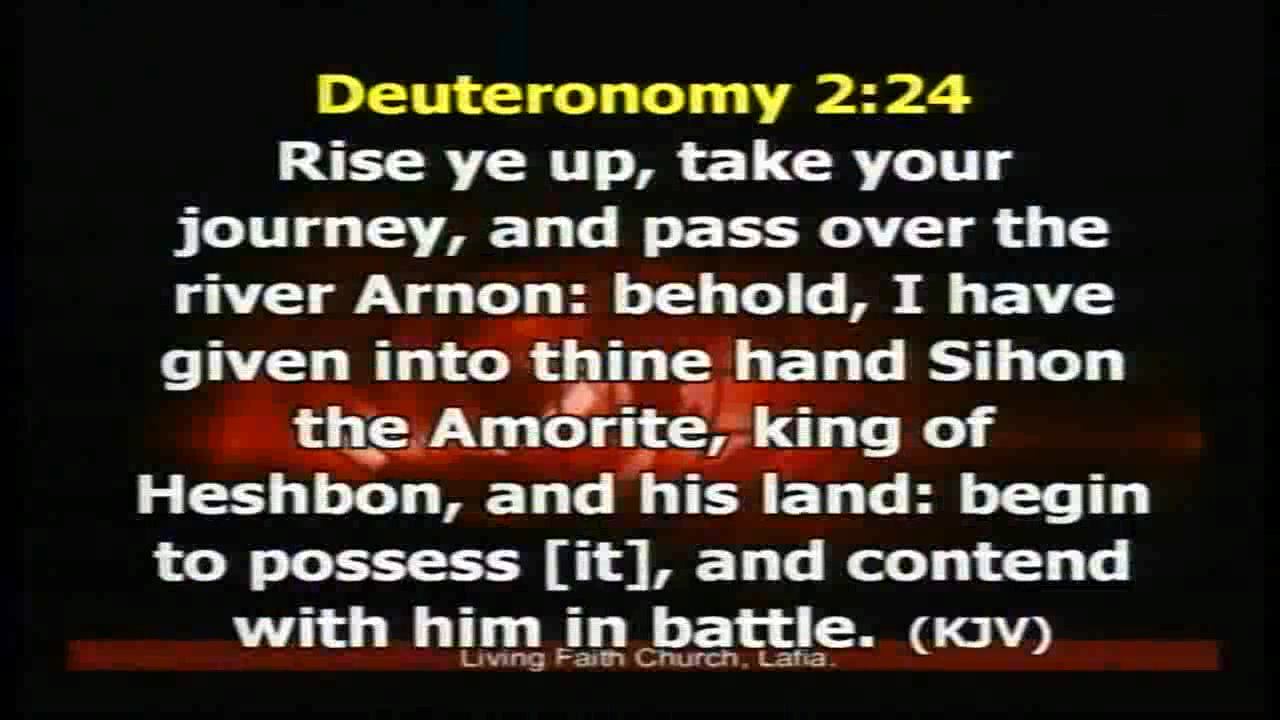 Deuteronomy 2:24
Rise ye up, take your
journey, and pass over the
river Arnon: behold, I have
given into thine hand Sihon
the Amorite, king of
Heshbon, and his land: begin
to possess [it], and contend
with him in battle. (KJV)
Living Faith Church, Lafia.